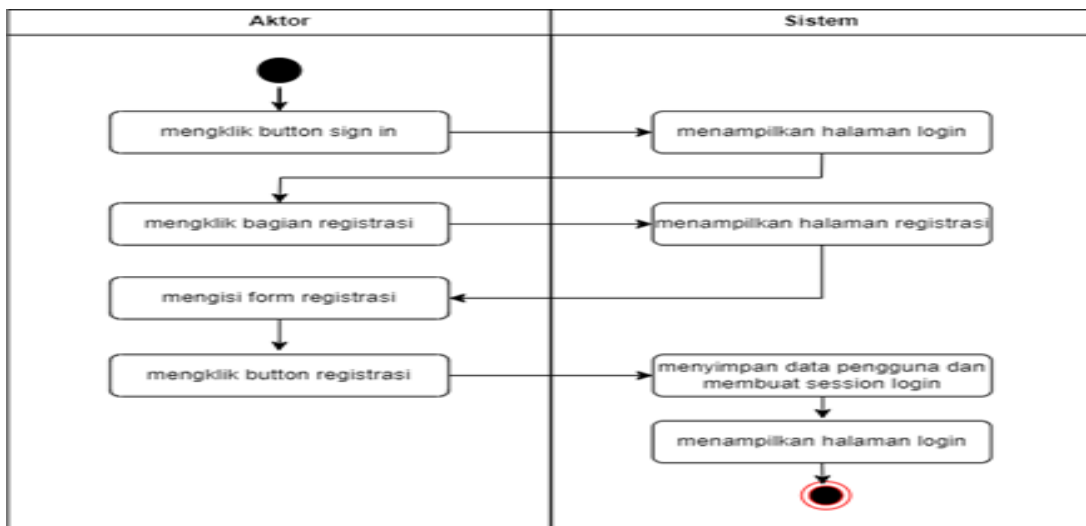 Aktor
Sistem
mengklik button sign in
menampilkan halaman login
mengklik bagian registrasi
menampilkan halaman registrasi
mengisi form registrasi
mengklik button registrasi
menyimpan data pengguna dan
membuat session login
menampilkan halaman login